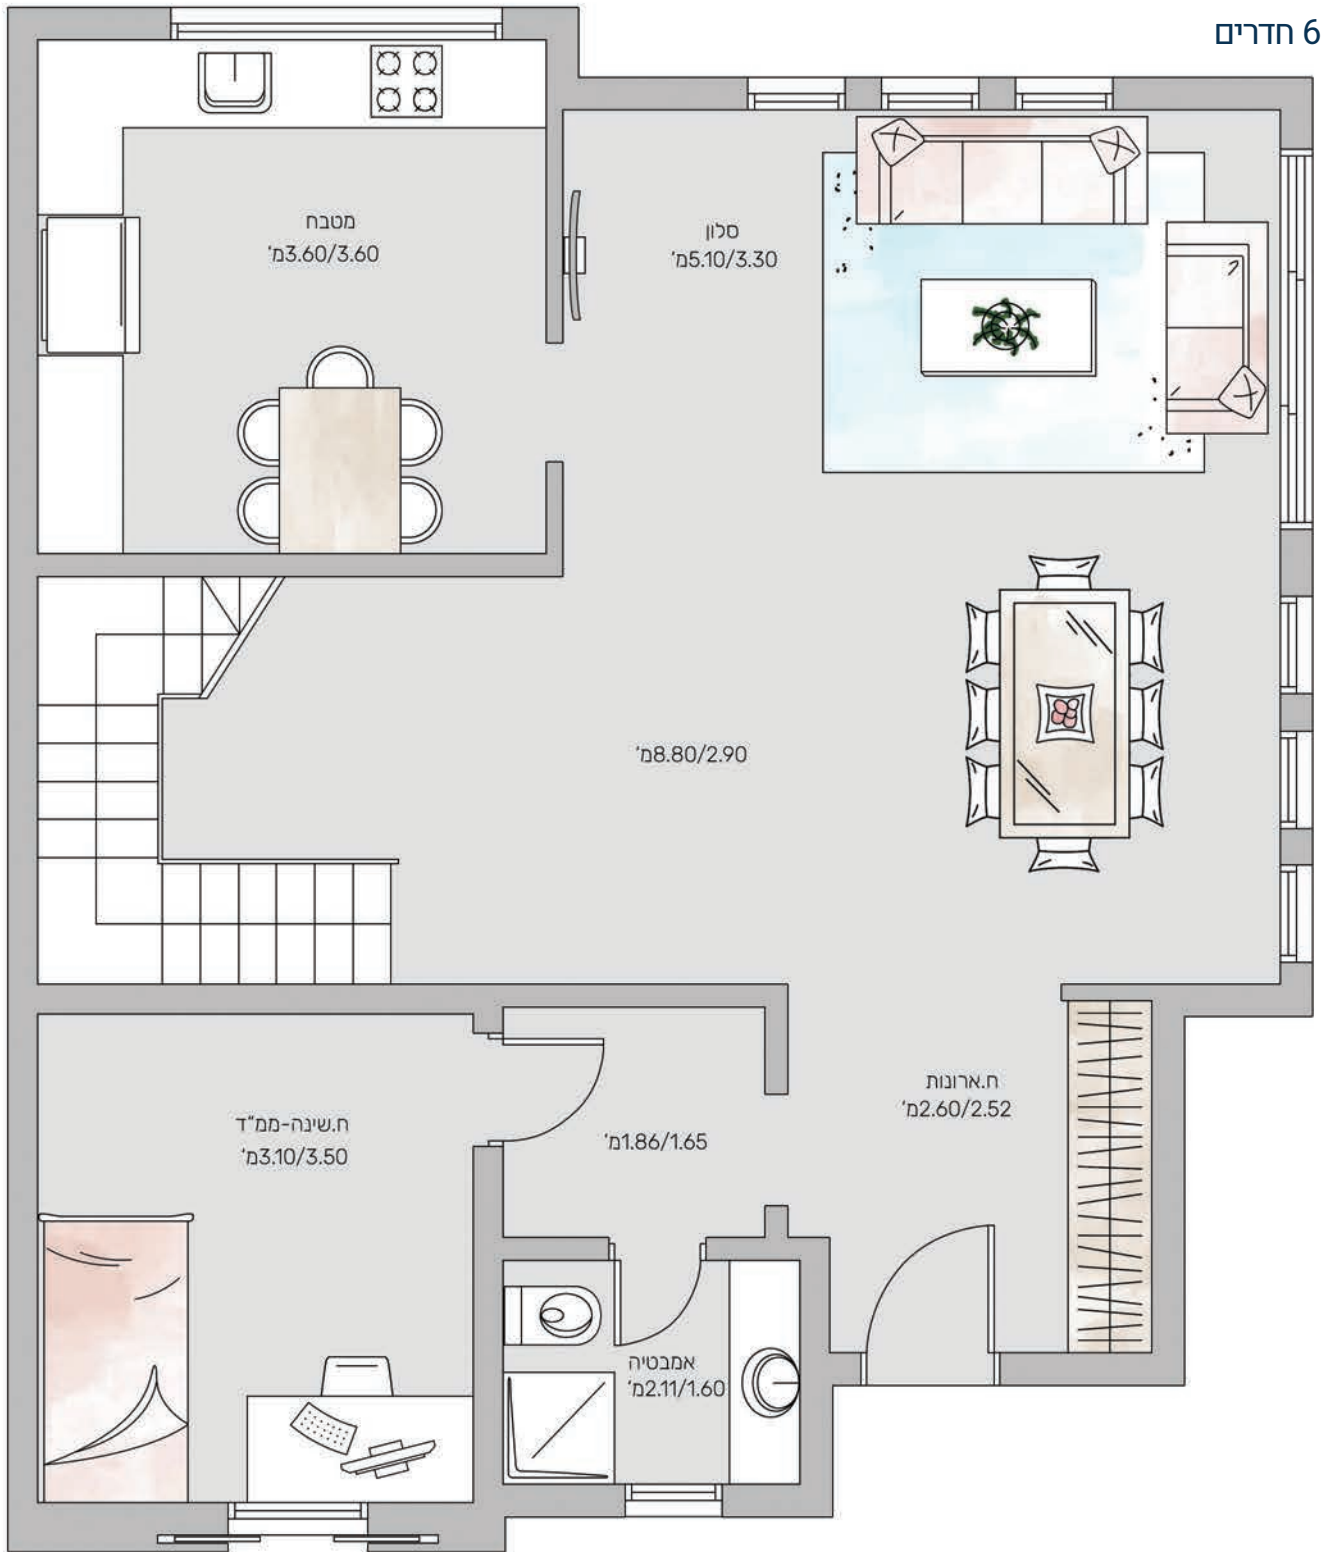 6 חדרים
מטבח
3.60/3.60מ'
סלון
5.10/3.30מ'
8.80/2.90מ'
ח.ארונות
2.60/2.52מ'
ח.שינה-ממ"ד
3.10/3.50מ'
1.86/1.65מ'
אמבטיה
2.11/1.60מ'